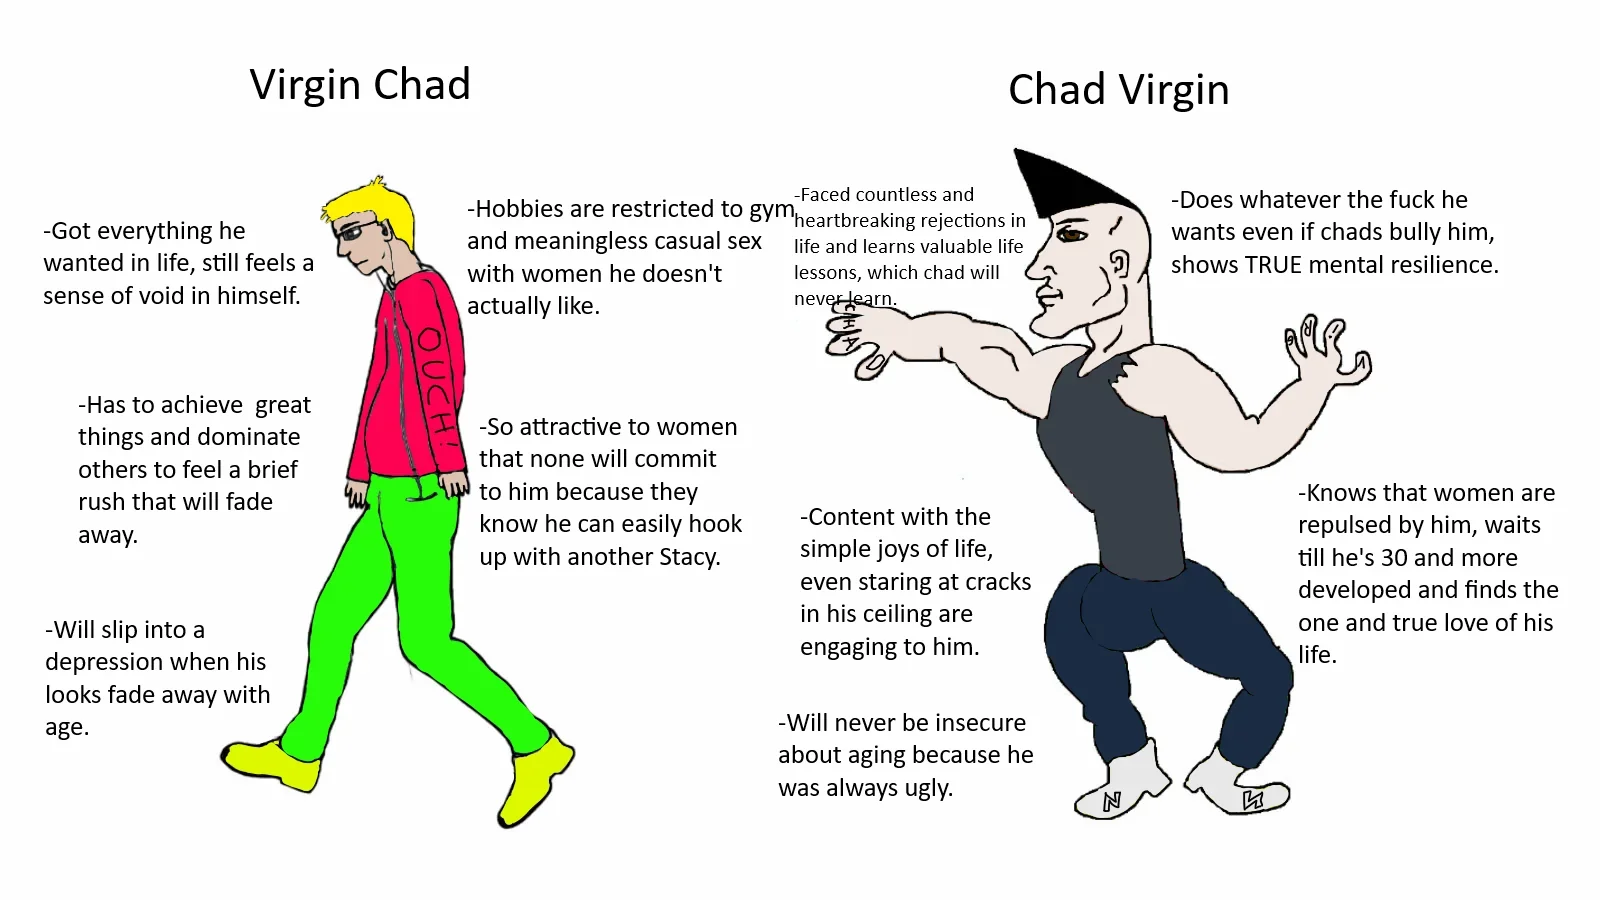 Virgin Chad
-Got everything he
wanted in life, still feels a
sense of void in himself.
-Hobbies are restricted to gym
and meaningless casual sex
with women he doesn't
actually like.
-Has to achieve  great
things and dominate
others to feel a brief
rush that will fade
away.
-So attractive to women
that none will commit
to him because they
know he can easily hook
up with another Stacy.
-Will slip into a
depression when his
looks fade away with
age.
OUCH!
Chad Virgin
-Faced countless and
heartbreaking rejections in
life and learns valuable life
lessons, which chad will
never learn.
CHAD
-Does whatever the fuck he
wants even if chads bully him,
shows TRUE mental resilience.
-Content with the
simple joys of life,
even staring at cracks
in his ceiling are
engaging to him.
-Knows that women are
repulsed by him, waits
till he's 30 and more
developed and finds the
one and true love of his
life.
-Will never be insecure
about aging because he
was always ugly.
N
N